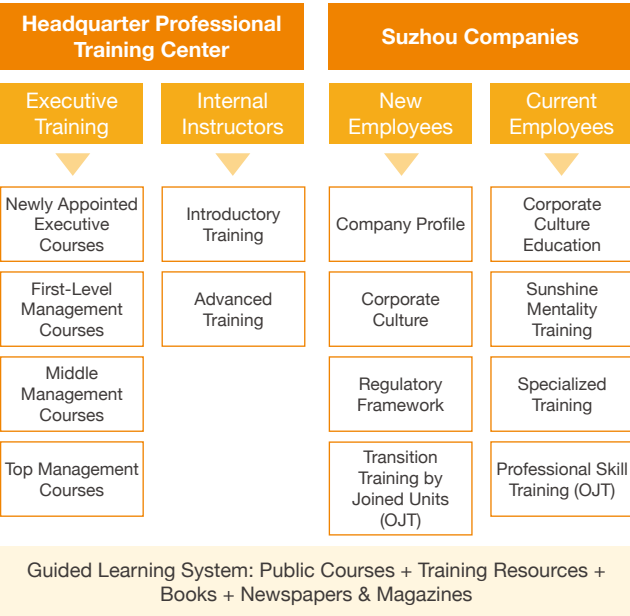 Headquarter Professional
Training Center
Suzhou Companies
Executive
Training
Internal
Instructors
New
Employees
Current
Employees
Newly Appointed
Executive
Courses
Introductory
Training
Company Profile
Corporate
Culture
Education
First-Level
Management
Courses
Advanced
Training
Corporate
Culture
Sunshine
Mentality
Training
Middle
Management
Courses
Regulatory
Framework
Specialized
Training
Top Management
Courses
Transition
Training by
Joined Units
(OJT)
Professional Skill
Training (OJT)
Guided Learning System: Public Courses + Training Resources +
Books + Newspapers & Magazines